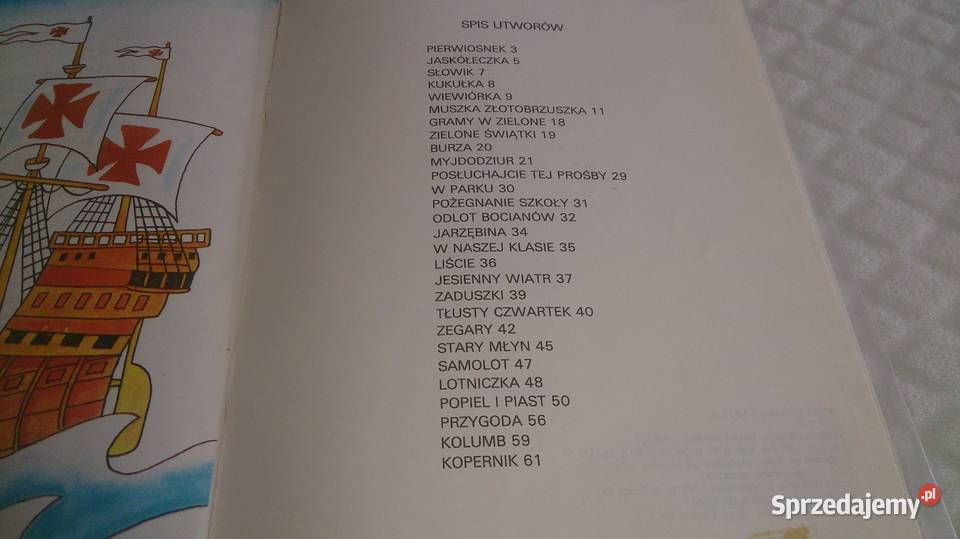 SPIS UTWORÓW
PIERWIOSNEK 3
JASKÓŁECZKA 5
SŁOWIK 7
KUKUŁKA 8
WIEWIÓRKA 9
MUSZKA ZŁOTOBRZUSZKA 11
GRAMY W ZIELONE 18
ZIELONE ŚWIĄTKI 19
BURZA 20
MYJDODZIUR 21
POSŁUCHAJCIE TEJ PROŚBY 29
W PARKU 30
POŻEGNANIE SZKOŁY 31
ODLOT BOCIANÓW 32
JARZĘBINA 34
W NASZEJ KLASIE 35
LIŚCIE 36
JESIENNY WIATR 37
ZADUSZKI 39
TŁUSTY CZWARTEK 40
ZEGARY 42
STARY MŁYN 45
SAMOLOT 47
LOTNICZKA 48
POPIEL I PIAST 50
PRZYGODA 56
KOLUMB 59
KOPERNIK 61
Sprzedajemy.pl